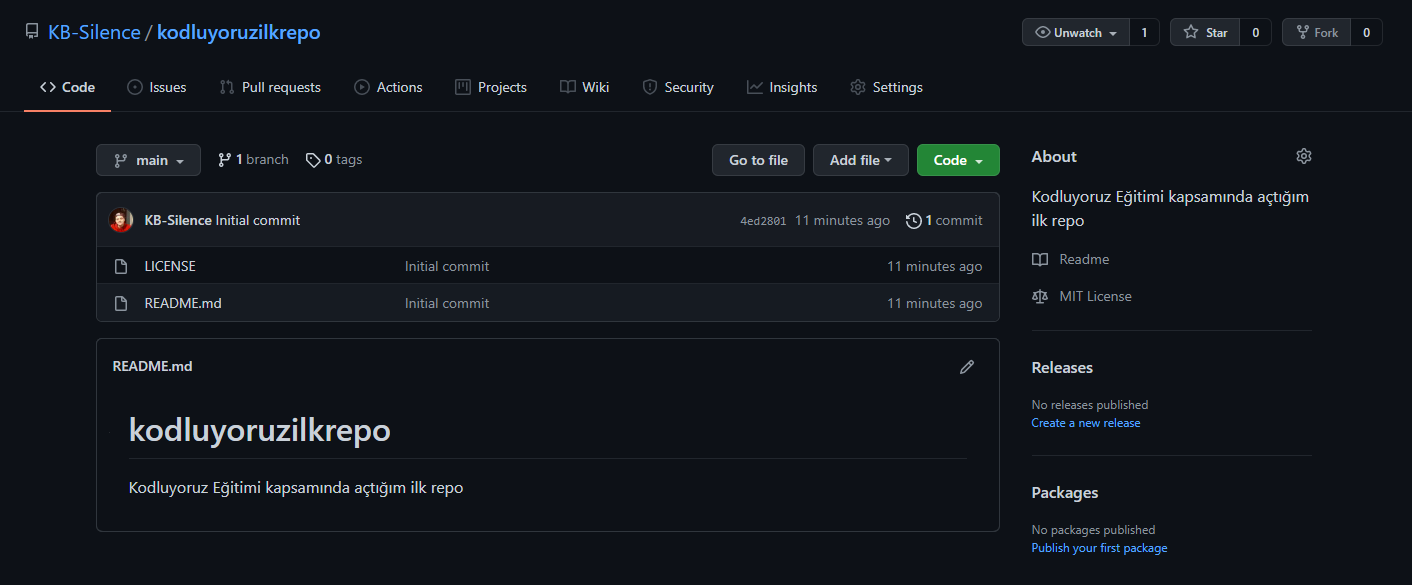 KB-Silence / kodluyoruzilkrepo
Unwatch 1 Star 0 Fork 0
Code Issues Pull requests Actions Projects Wiki Security Insights Settings
main 1 branch 0 tags Go to file Add file Code
KB-Silence Initial commit 4ed2801 11 minutes ago 1 commit
LICENSE Initial commit 11 minutes ago
README.md Initial commit 11 minutes ago
README.md
kodluyoruzilkrepo
Kodluyoruz Eğitimi kapsamında açtığım ilk repo
About
Kodluyoruz Eğitimi kapsamında açtığım
ilk repo
Readme
MIT License
Releases
No releases published
Create a new release
Packages
No packages published
Publish your first package